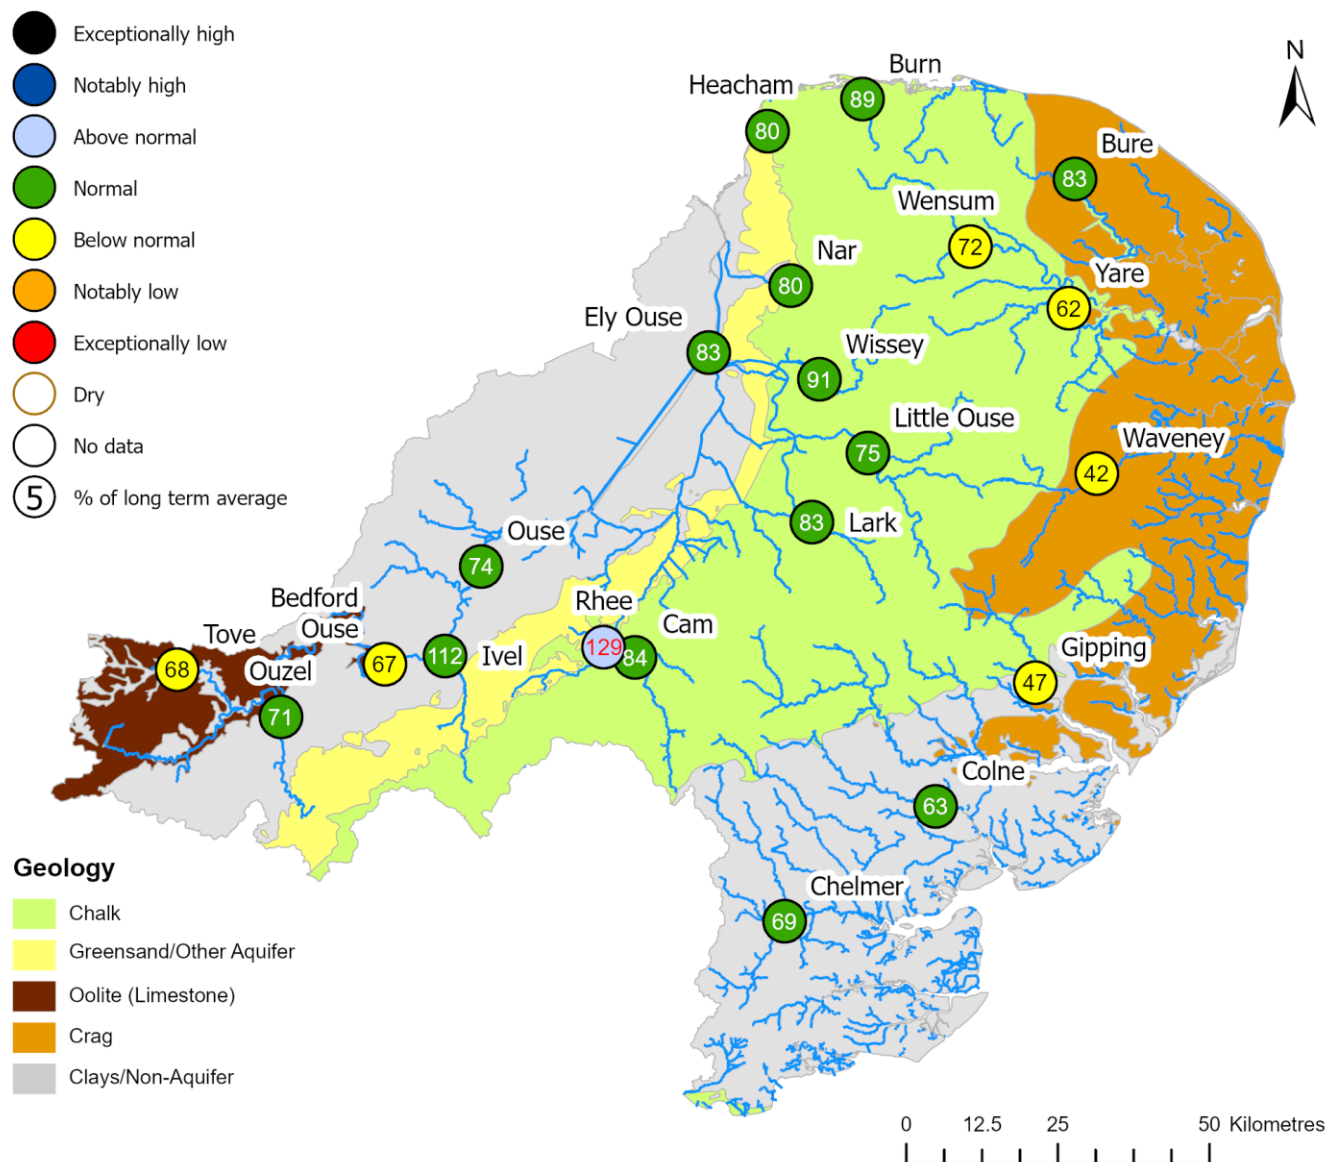 Exceptionally high
Notably high
Above normal
Normal
Below normal
Notably low
Exceptionally low
Dry
No data
5 % of long term average
N
Burn
89
Heacham
80
Bure
83
Wensum
72
Nar
80
Yare
62
Ely Ouse
83
Wissey
91
Little Ouse
75
Waveney
42
Lark
83
Ouse
74
Bedford
Ouse
67
Rhee
129
Cam
84
Tove
68
Ouzel
71
Ivel
112
Gipping
47
Colne
63
Chelmer
69
Geology
Chalk
Greensand/Other Aquifer
Oolite (Limestone)
Crag
Clays/Non-Aquifer
0 12.5 25 50 Kilometres